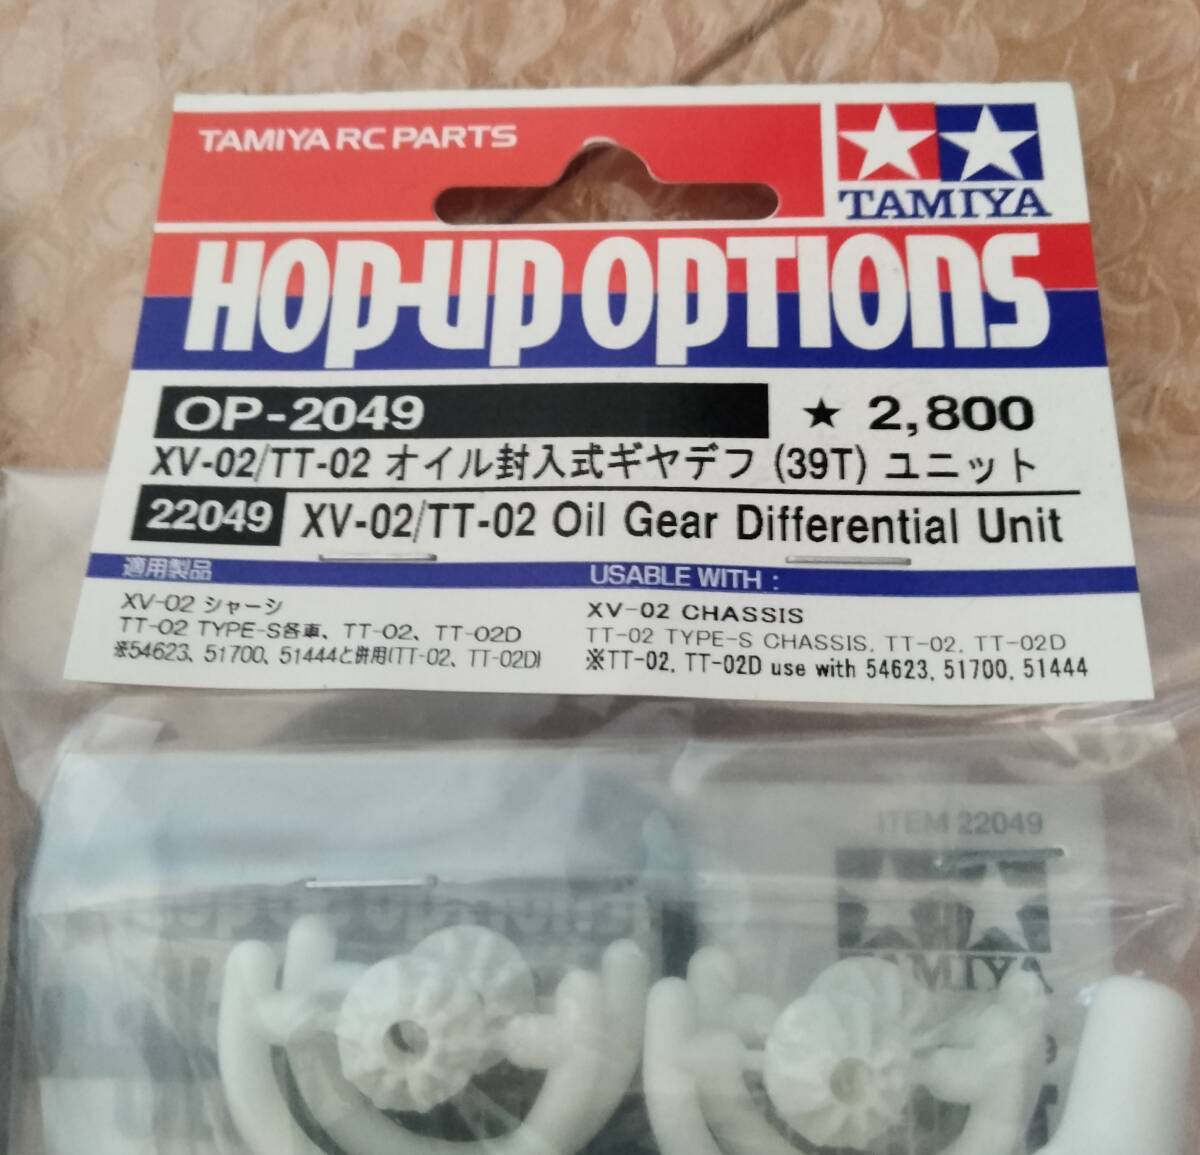 TAMIYA RC PARTS
TAMIYA
HOP-UP OPTIONS
OP-2049
★ 2,800
XV-02/TT-02 オイル封入式ギヤデフ (39T) ユニット
22049 XV-02/TT-02 Oil Gear Differential Unit
適用製品
XV-02 シャーシ
TT-02 TYPE-S各車、TT-02、TT-02D
※54623、51700、51444と併用(TT-02、TT-02D)
USABLE WITH :
XV-02 CHASSIS
TT-02 TYPE-S CHASSIS, TT-02, TT-02D
※TT-02, TT-02D use with 54623, 51700, 51444
ITEM 22049
TAMIYA